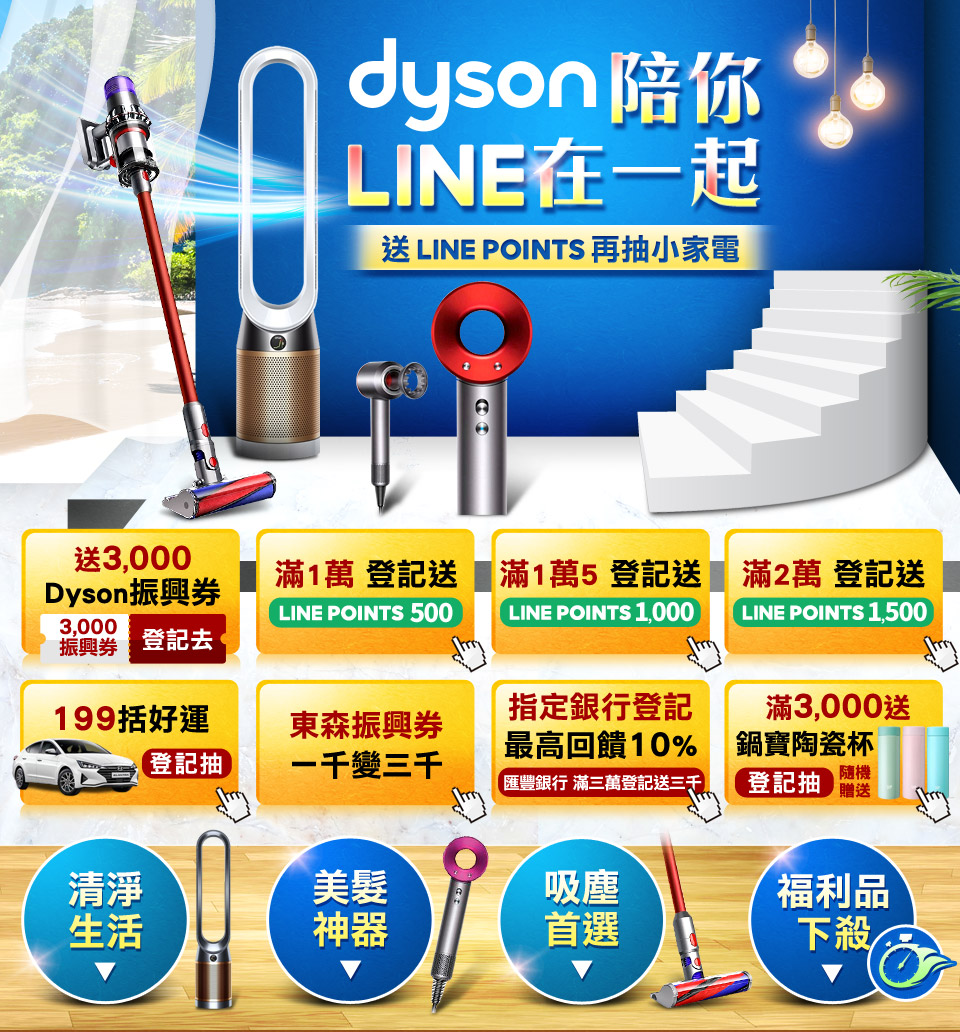 dyson 陪你
LINE在一起
送 LINE POINTS 再抽小家電
送3,000
Dyson振興券
3,000
振興券
登記去
滿1萬 登記送
LINE POINTS 500
滿1萬5 登記送
LINE POINTS 1,000
滿2萬 登記送
LINE POINTS 1,500
199括好運
登記抽
東森振興券
一千變三千
指定銀行登記
最高回饋10%
匯豐銀行 滿三萬登記送三千
滿3,000送
鍋寶陶瓷杯
登記抽
隨機
贈送
清淨
生活
美髮
神器
吸塵
首選
福利品
下殺